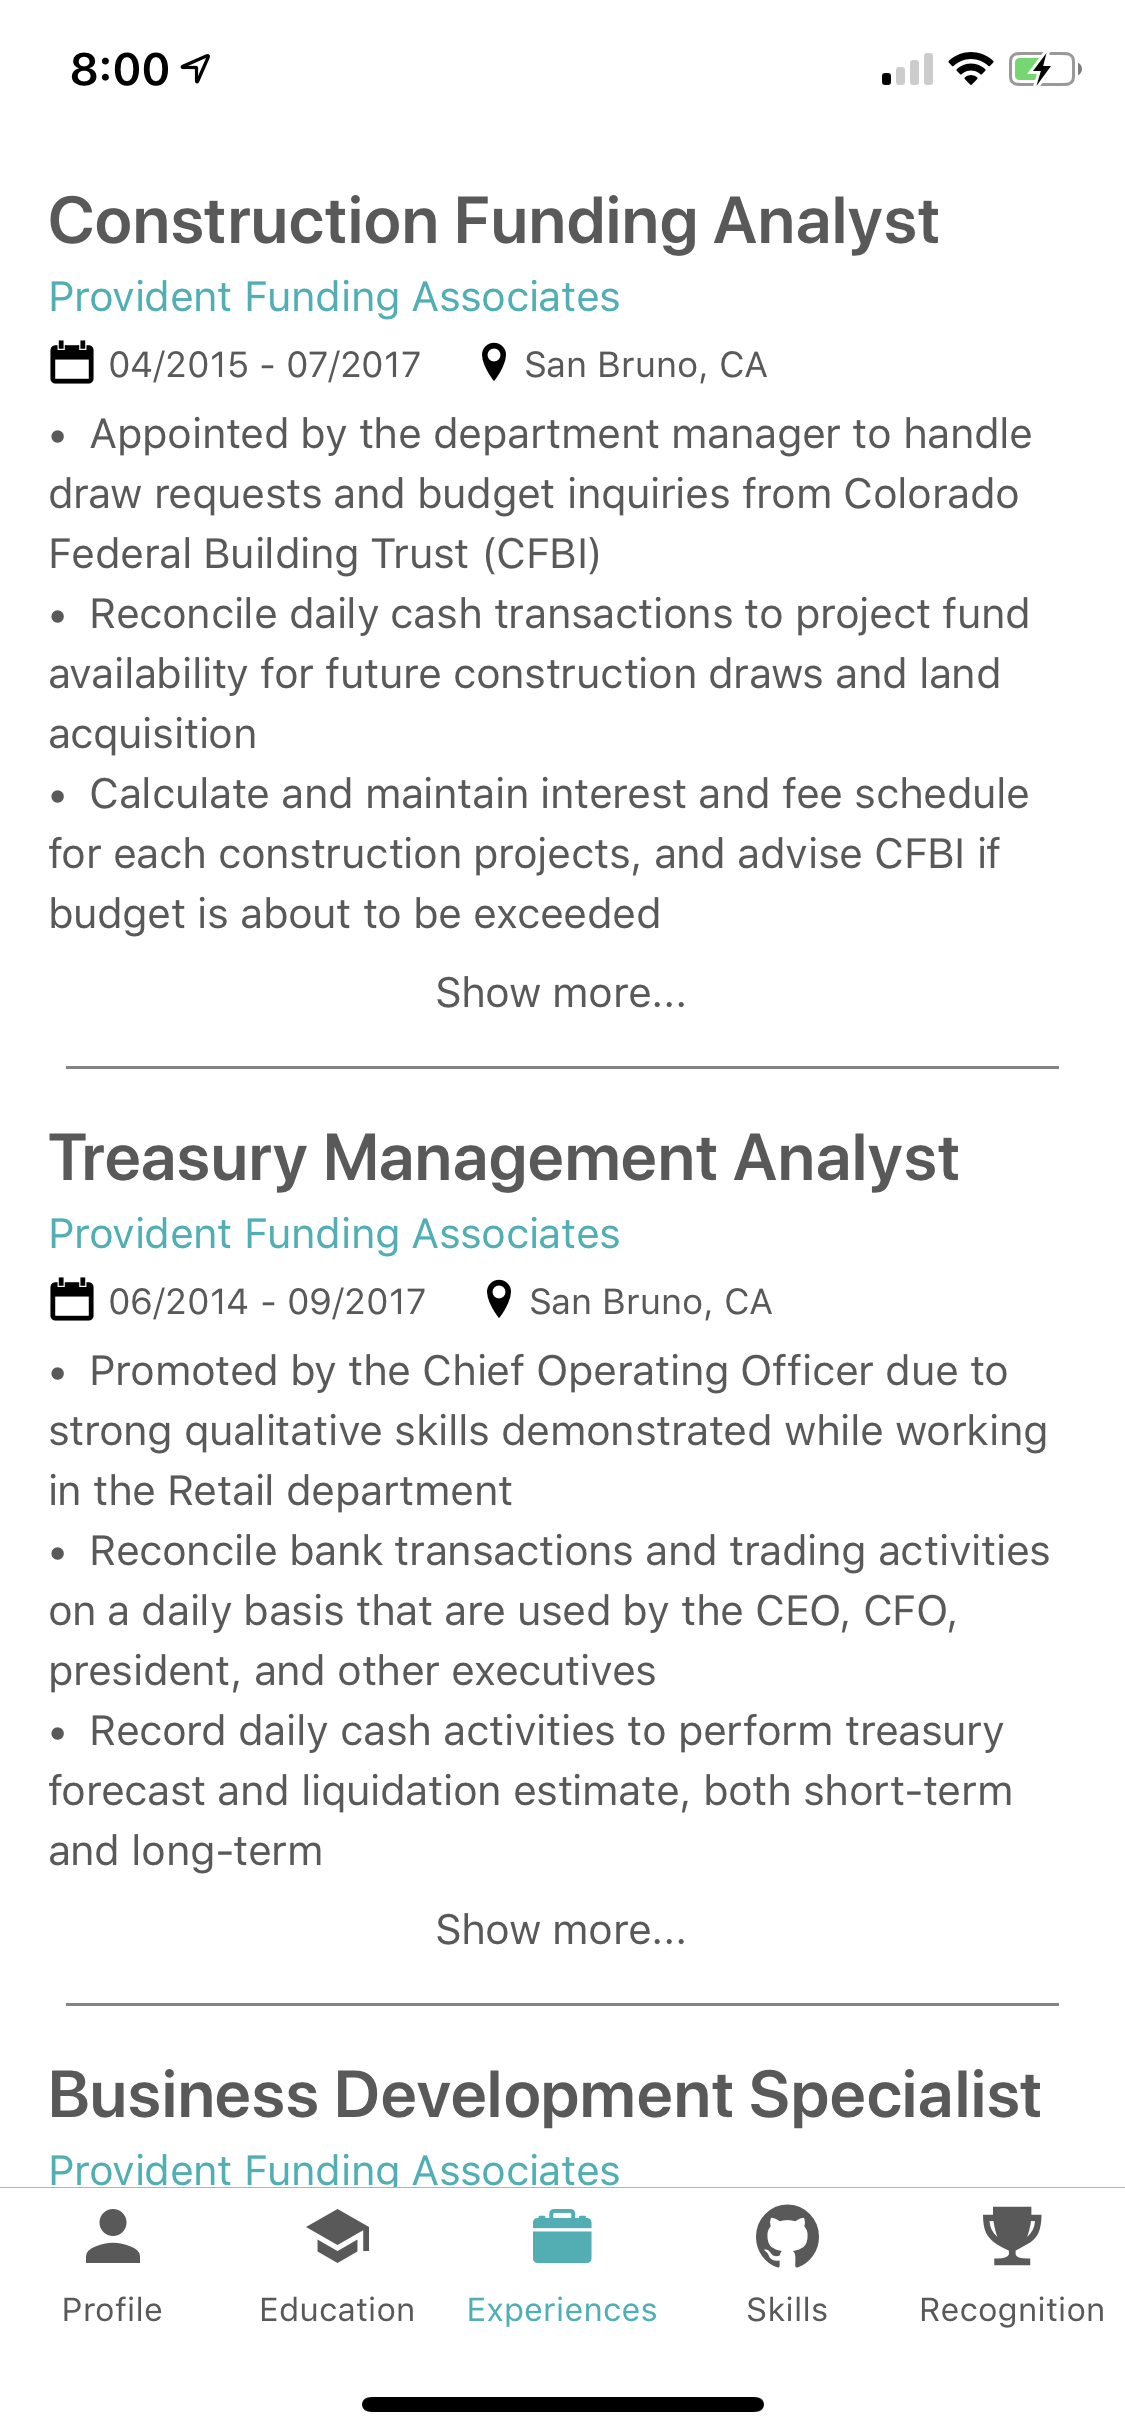 8:00
Construction Funding Analyst
Provident Funding Associates
04/2015 - 07/2017 San Bruno, CA
• Appointed by the department manager to handle
draw requests and budget inquiries from Colorado
Federal Building Trust (CFBI)
• Reconcile daily cash transactions to project fund
availability for future construction draws and land
acquisition
• Calculate and maintain interest and fee schedule
for each construction projects, and advise CFBI if
budget is about to be exceeded
Show more...
Treasury Management Analyst
Provident Funding Associates
06/2014 - 09/2017 San Bruno, CA
• Promoted by the Chief Operating Officer due to
strong qualitative skills demonstrated while working
in the Retail department
• Reconcile bank transactions and trading activities
on a daily basis that are used by the CEO, CFO,
president, and other executives
• Record daily cash activities to perform treasury
forecast and liquidation estimate, both short-term
and long-term
Show more...
Business Development Specialist
Provident Funding Associates
Profile Education Experiences Skills Recognition